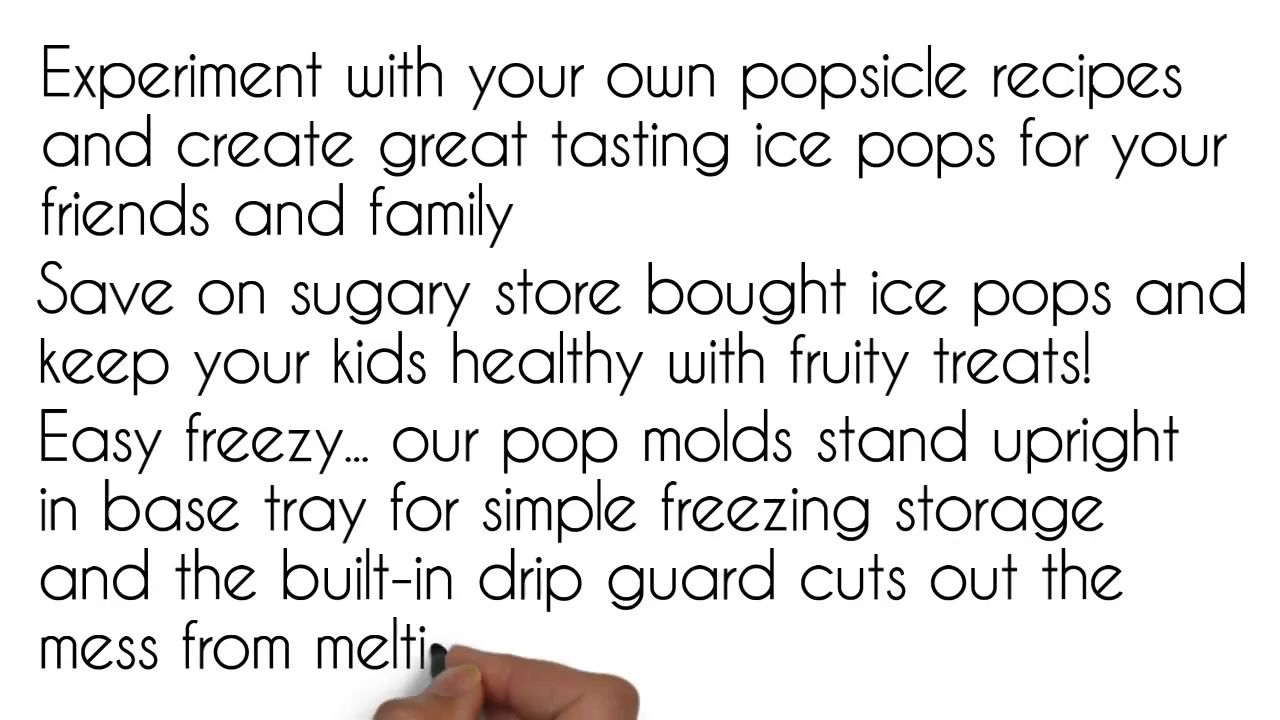 Experiment with your own popsicle recipes
and create great tasting ice pops for your
friends and family
Save on sugary store bought ice pops and
keep your kids healthy with fruity treats!
Easy freezy... our pop molds stand upright
in base tray for simple freezing storage
and the built-in drip guard cuts out the
mess from melti